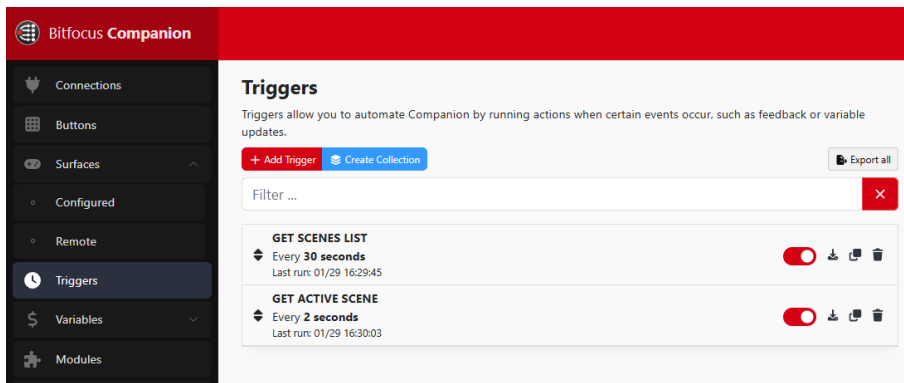 Bitfocus Companion
Connections
Buttons
Surfaces
Configured
Remote
Triggers
Variables
Modules
Triggers
Triggers allow you to automate Companion by running actions when certain events occur, such as feedback or variable
updates.
+ Add Trigger Create Collection Export all
Filter ...
GET SCENES LIST
Every 30 seconds
Last run: 01/29 16:29:45
GET ACTIVE SCENE
Every 2 seconds
Last run: 01/29 16:30:03